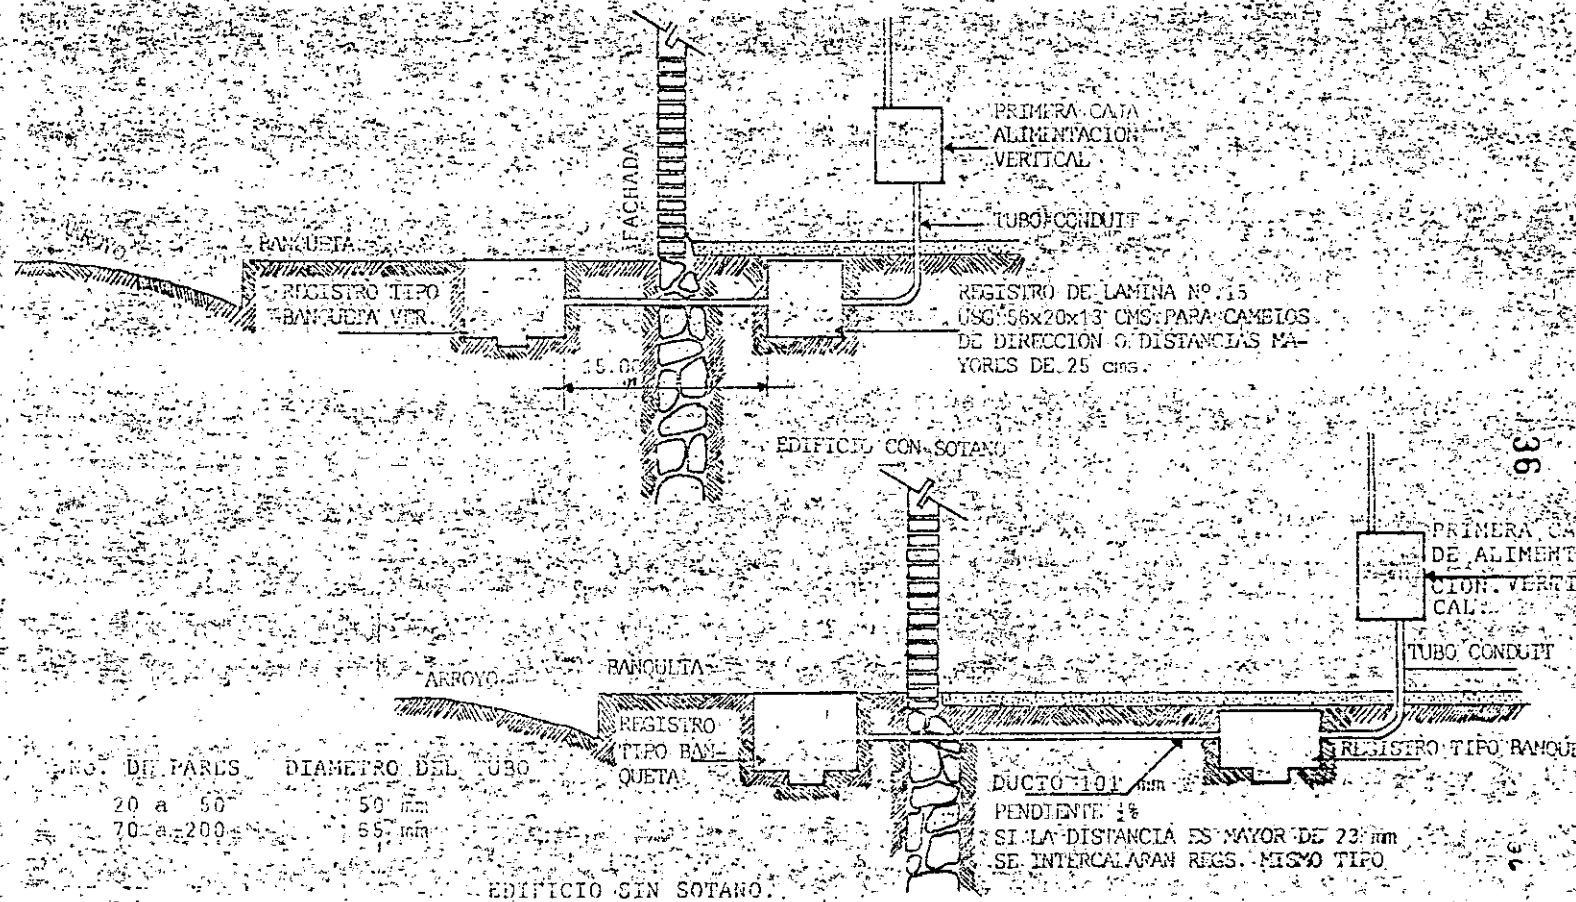 PRIMERA CAJA
ALIMENTACION
VERTICAL
FACHADA
TUBO CONDUIT
BANQUETA
REGISTRO TIPO
BANQUETA VER.
REGISTRO DE LAMINA Nº.15
USG 56x20x13 CMS PARA CAMBIOS
DE DIRECCION O DISTANCIAS MA-
YORES DE 25 cms.
15.00
EDIFICIO CON SOTANO
36
PRIMERA CA
DE ALIMENT
CION VERTI
CAL.
TUBO CONDUIT
ARROYO
BANQUETA
REGISTRO
TIPO BAN-
QUETA
REGISTRO TIPO BANQUE
NO. DE PARES DIAMETRO DEL TUBO
20 a 50 50 mm
70 a 200 65 mm
DUCTO 101 mm
PENDIENTE %
SI LA DISTANCIA ES MAYOR DE 23 mm
SE INTERCALARAN REGS. MISMO TIPO
EDIFICIO SIN SOTANO.